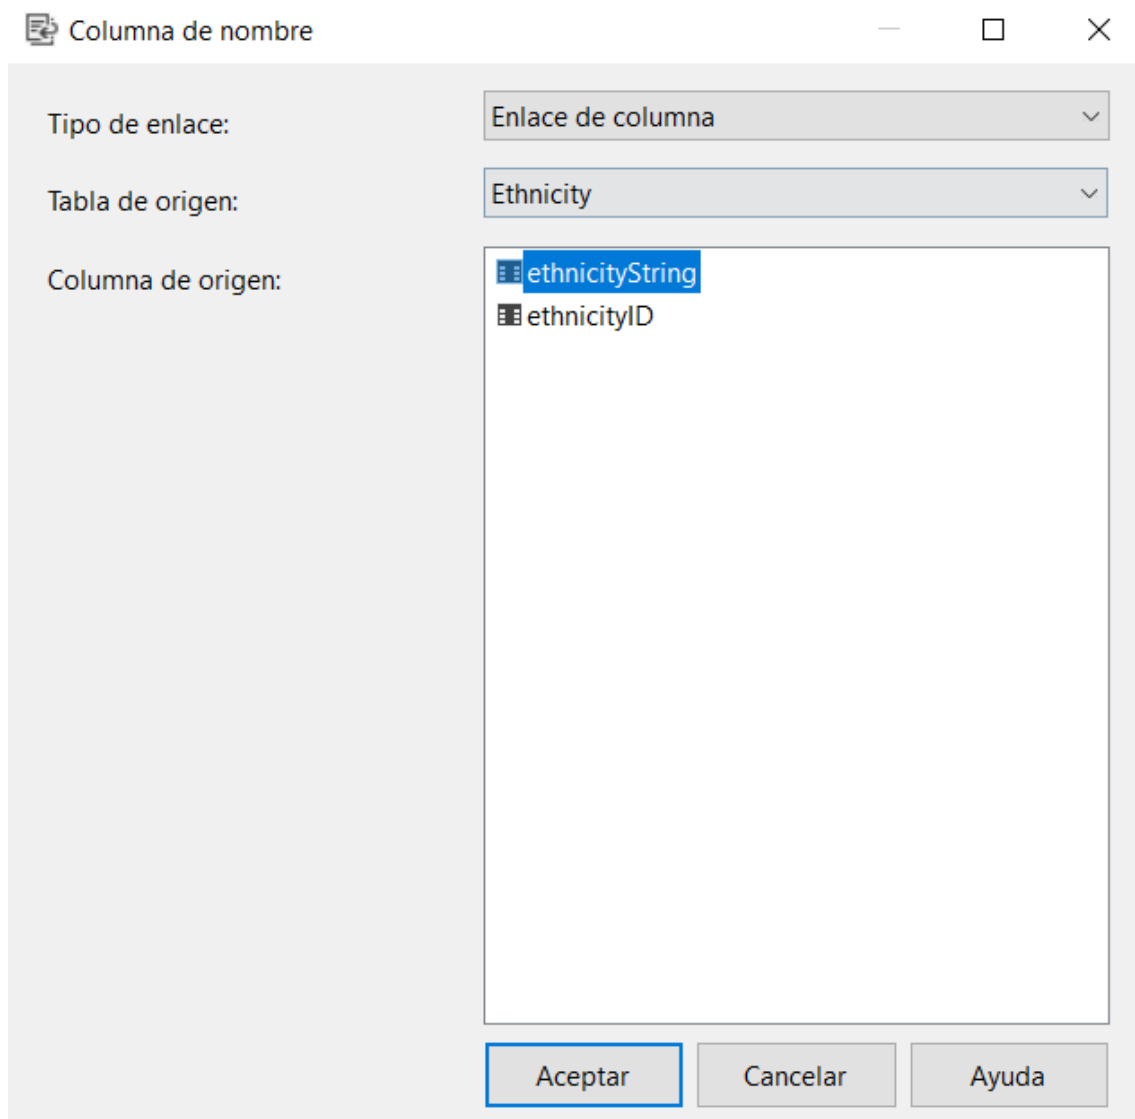 Columna de nombre
Tipo de enlace:
Enlace de columna
Tabla de origen:
Ethnicity
Columna de origen:
ethnicityString
ethnicityID
Aceptar
Cancelar
Ayuda